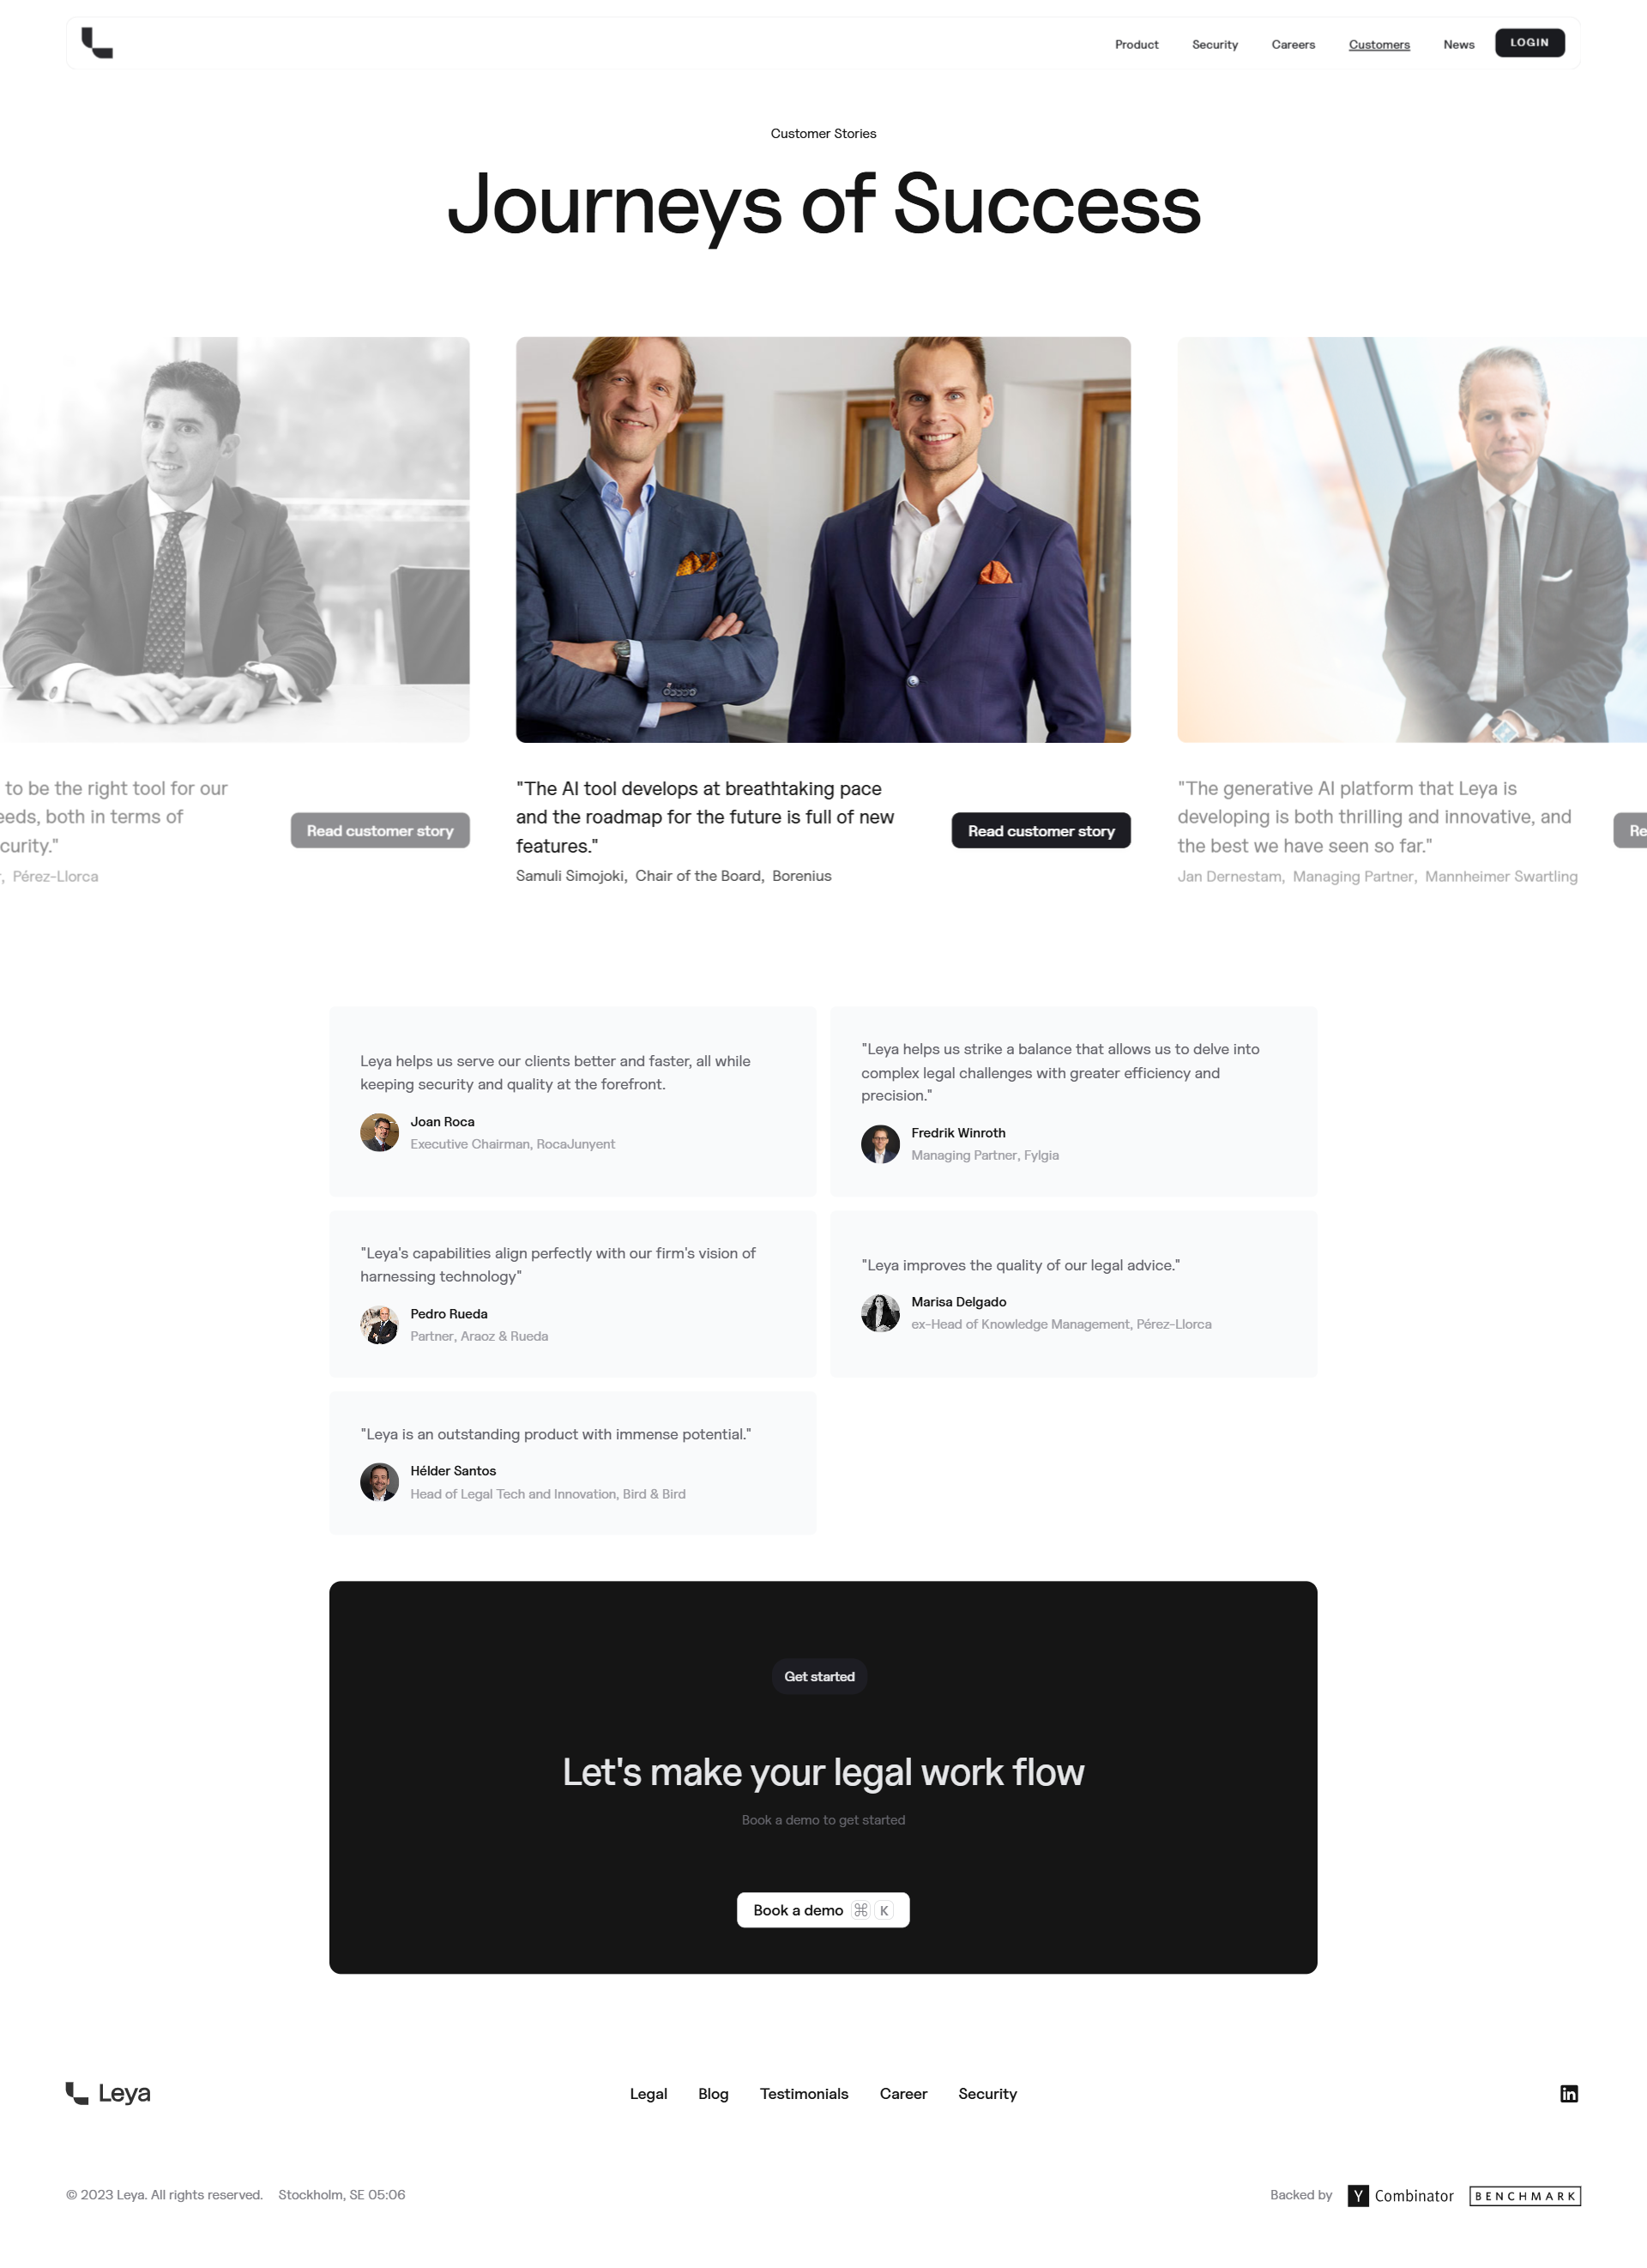 Product
Security
Careers
Customers
News
LOGIN
Customer Stories
Journeys of Success
to be the right tool for our
both in terms of
Pérez-Llorca
Read customer story
"The AI tool develops at breathtaking pace
and the roadmap for the future is full of new
features."
Samuli Simojoki, Chair of the Board, Borenius
Read customer story
"The generative AI platform that Leya is
developing is both thrilling and innovative, and
the best we have seen so far."
Jan Dernestam, Managing Partner, Mannheimer Swartling
Leya helps us serve our clients better and faster, all while
keeping security and quality at the forefront.
Joan Roca
Executive Chairman, RocaJunyent
"Leya helps us strike a balance that allows us to delve into
complex legal challenges with greater efficiency and
precision."
Fredrik Winroth
Managing Partner, Fylgia
"Leya's capabilities align perfectly with our firm's vision of
harnessing technology"
Pedro Rueda
Partner, Araoz & Rueda
"Leya improves the quality of our legal advice."
Marisa Delgado
ex-Head of Knowledge Management, Pérez-Llorca
"Leya is an outstanding product with immense potential."
Hélder Santos
Head of Legal Tech and Innovation, Bird & Bird
Get started
Let's make your legal work flow
Book a demo to get started
Book a demo ⌘ K
Leya
Legal
Blog
Testimonials
Career
Security
in
© 2023 Leya. All rights reserved.
Stockholm, SE 05:06
Backed by
Y Combinator
BENCHMARK